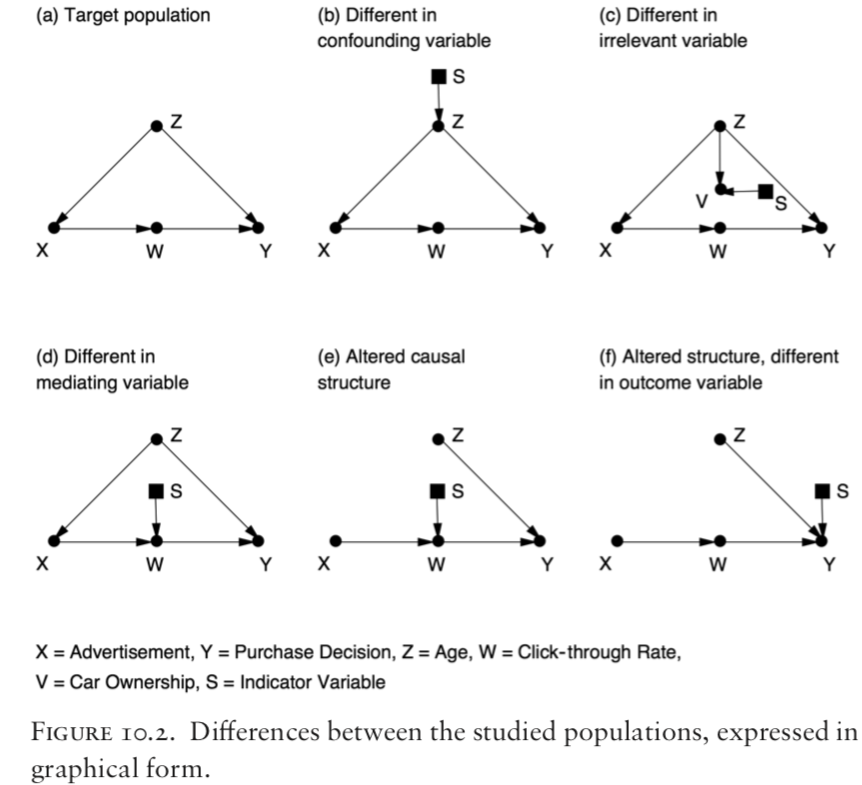 (a) Target population
(b) Different in
confounding variable
(c) Different in
irrelevant variable
S
Z
Z
Z
V
S
X
W
Y
X
W
Y
X
W
Y
(d) Different in
mediating variable
(e) Altered causal
structure
(f) Altered structure, different
in outcome variable
Z
Z
Z
S
S
S
X
W
Y
X
W
Y
X
W
Y
X = Advertisement, Y = Purchase Decision, Z = Age, W = Click-through Rate,
V = Car Ownership, S = Indicator Variable
FIGURE 10.2. Differences between the studied populations, expressed in
graphical form.